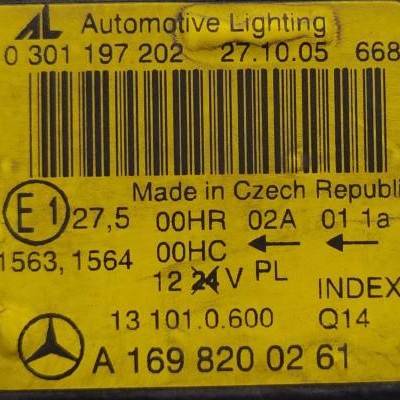 AL Automotive Lighting
0 301 197 202 27.10.05 668
Made in Czech Republi
E1 27,5 00HR 02A 01 1a
1563, 1564 00HC ← ←
12 24 V PL
INDEX
13 101.0.600 Q14
A 169 820 02 61